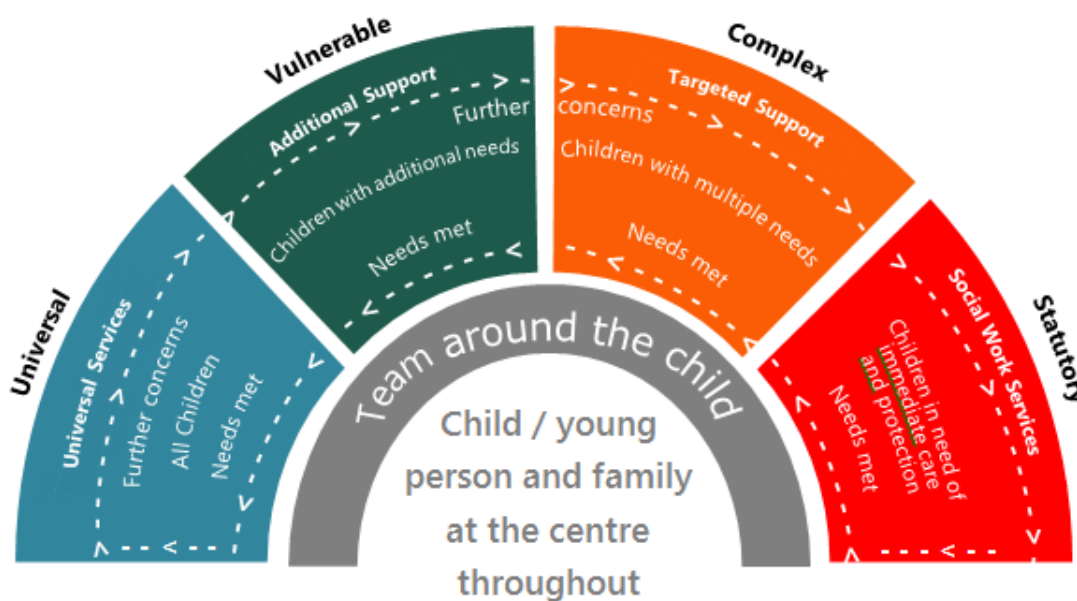 Universal
Universal Services
Further concerns
All Children
Needs met
Vulnerable
Additional Support
Further concerns
Children with additional needs
Needs met
Complex
Targeted Support
Children with multiple needs
Needs met
Statutory
Social Work Services
Children in need of
immediate care
and protection
Needs met
Team around the child
Child / young
person and family
at the centre
throughout